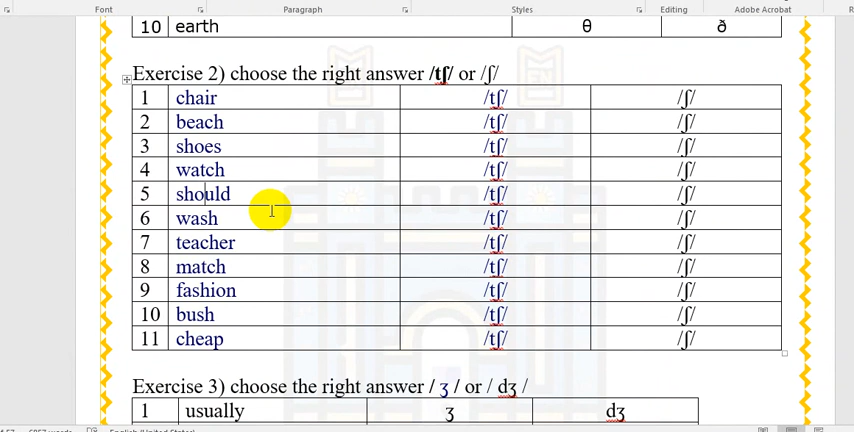 Font Paragraph Styles Editing Adobe Acrobat
10 earth θ ð
Exercise 2) choose the right answer /tʃ/ or /ʃ/
1 chair /tʃ/ /ʃ/
2 beach /tʃ/ /ʃ/
3 shoes /tʃ/ /ʃ/
4 watch /tʃ/ /ʃ/
5 should /tʃ/ /ʃ/
6 wash /tʃ/ /ʃ/
7 teacher /tʃ/ /ʃ/
8 match /tʃ/ /ʃ/
9 fashion /tʃ/ /ʃ/
10 bush /tʃ/ /ʃ/
11 cheap /tʃ/ /ʃ/
Exercise 3) choose the right answer / ʒ / or / dʒ /
1 usually ʒ dʒ